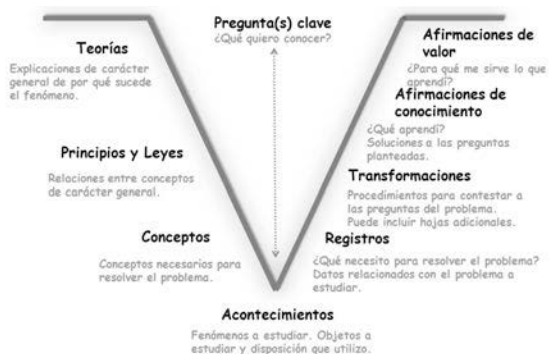 Pregunta(s) clave
¿Qué quiero conocer?
Teorías
Explicaciones de carácter
general de por qué sucede
el fenómeno.
Principios y Leyes
Relaciones entre conceptos
de carácter general.
Conceptos
Conceptos necesarios para
resolver el problema.
Afirmaciones de
valor
¿Para qué me sirve lo que
aprendí?
Afirmaciones de
conocimiento
¿Qué aprendí?
Soluciones a las preguntas
planteadas.
Transformaciones
Procedimientos para contestar a
las preguntas del problema.
Puede incluir hojas adicionales.
Registros
¿Qué necesito para resolver el problema?
Datos relacionados con el problema a
estudiar.
Acontecimientos
Fenómenos a estudiar. Objetos a
estudiar y disposición que utilizo.